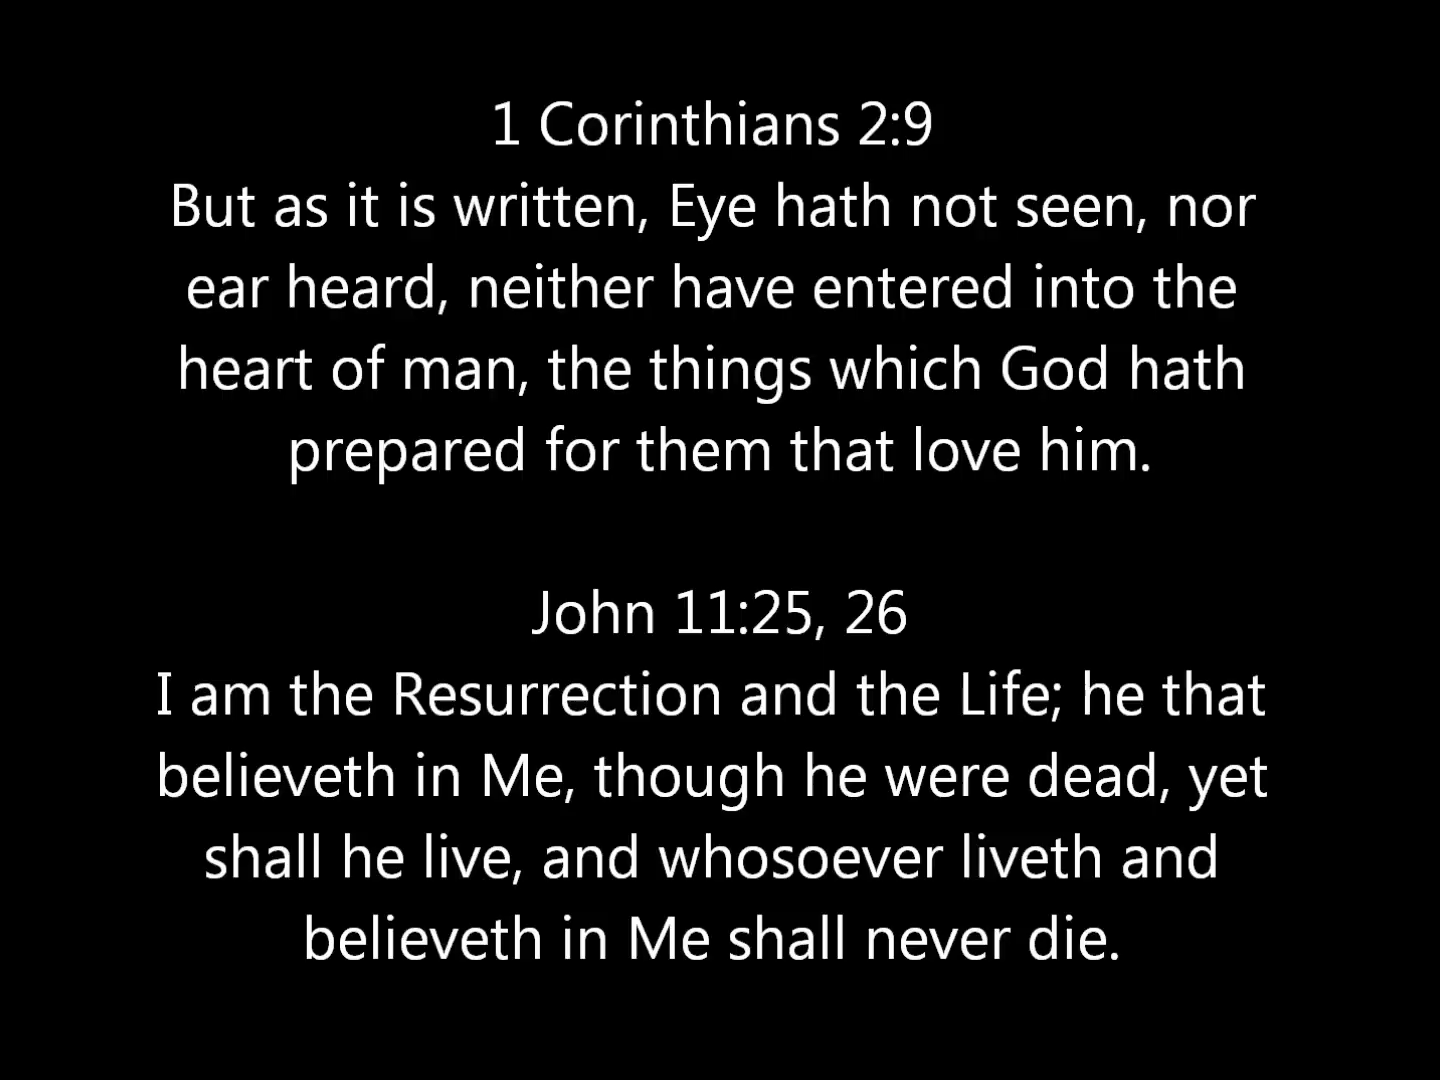 1 Corinthians 2:9
But as it is written, Eye hath not seen, nor
ear heard, neither have entered into the
heart of man, the things which God hath
prepared for them that love him.
John 11:25, 26
I am the Resurrection and the Life; he that
believeth in Me, though he were dead, yet
shall he live, and whosoever liveth and
believeth in Me shall never die.